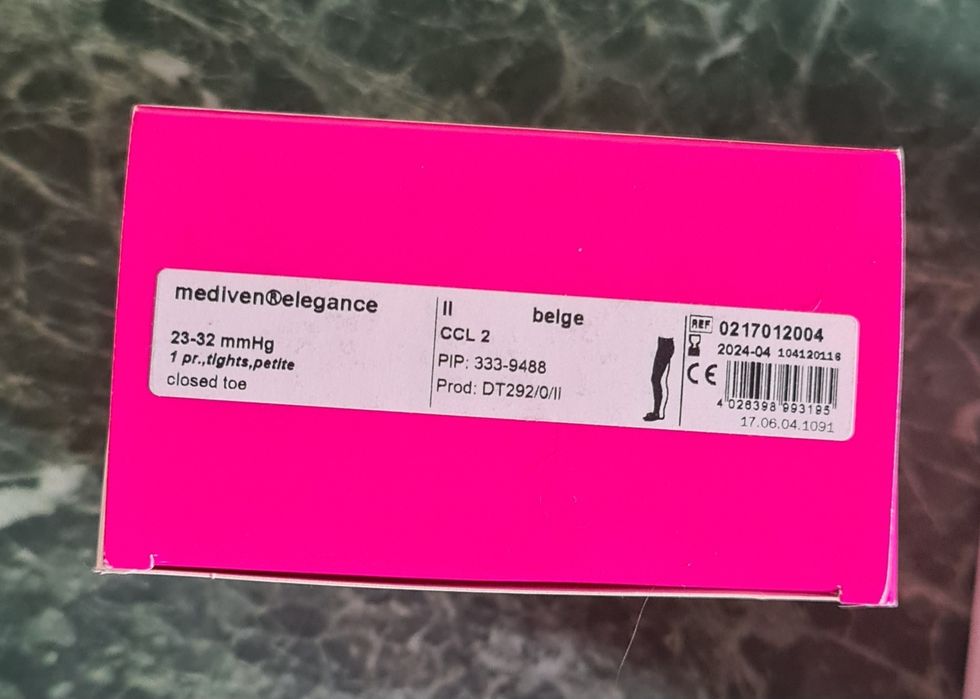 mediven®elegance
23-32 mmHg
1 pr.,tights,petite
closed toe
II beige
CCL 2
PIP: 333-9488
Prod: DT292/0/II
REF 0217012004
2024-04 104120116
CE
4 026398 993195
17.06.04.1091